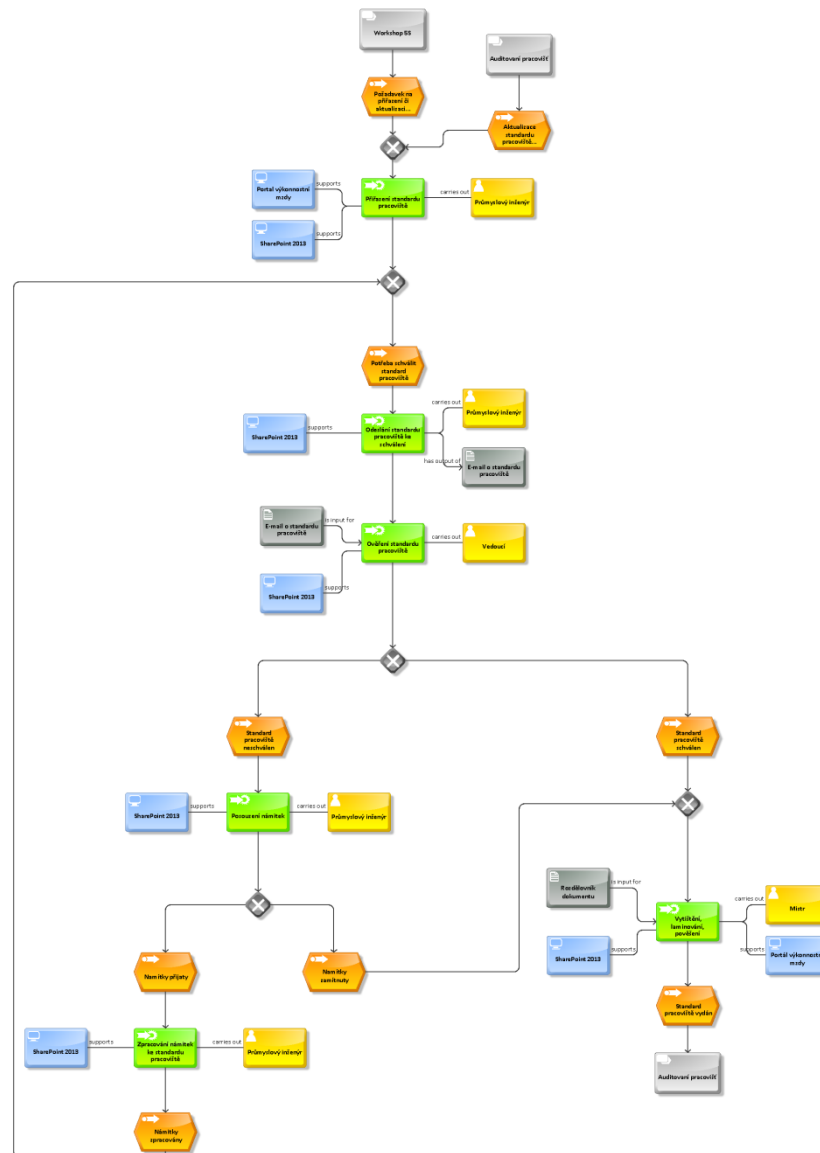 Workshop 5S
Auditovaní pracovišť
Požadavek na
přiřazení či
aktualizaci...
Aktualizace
standardu
pracoviště...
Portál výkonnostní
mzdy
supports
Přiřazení standardu
pracoviště
carries out
Průmyslový inženýr
SharePoint 2013
Potřeba schválit
standard
pracoviště
carries out
Průmyslový inženýr
SharePoint 2013
supports
Odeslání standardu
pracoviště ke
schválení
has output of
E-mail o standardu
pracoviště
E-mail o standardu
pracoviště
is input for
Ověření standardu
pracoviště
carries out
Vedoucí
SharePoint 2013
supports
Standard
pracoviště
neschválen
Standard
pracoviště
schválen
SharePoint 2013
supports
Posouzení námitek
carries out
Průmyslový inženýr
Rozdělovník
dokumentu
is input for
Vytištění,
laminování,
pověšení
carries out
Mistr
SharePoint 2013
supports
supports
Portál výkonnostní
mzdy
Námitky přijaty
Námitky
zamítnuty
Standard
pracoviště vydán
SharePoint 2013
supports
Zpracování námitek
ke standardu
pracoviště
carries out
Průmyslový inženýr
Auditovaní pracovišť
Námitky
zpracovány